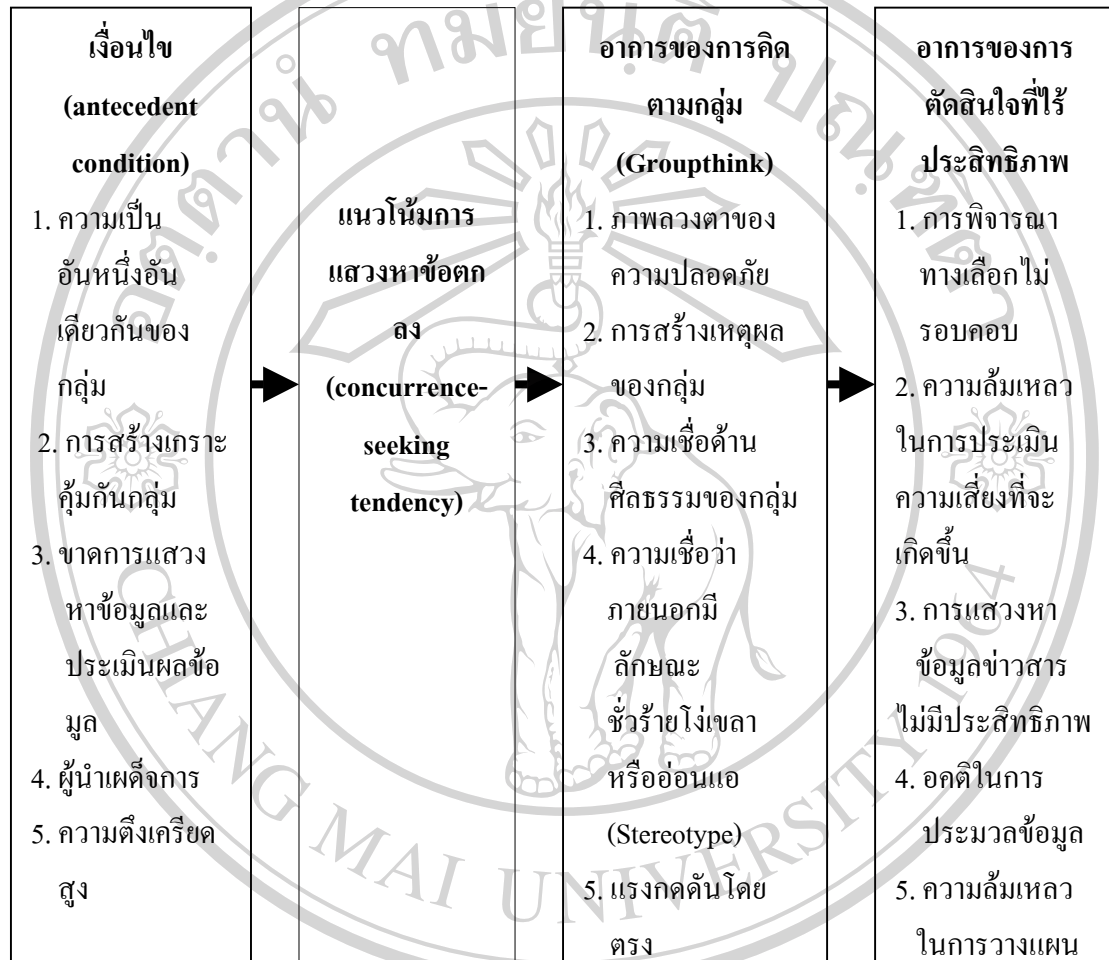 เงื่อนไข
(antecedent
condition)
1. ความเป็น
อันหนึ่งอัน
เดียวกันของ
กลุ่ม
2. การสร้างเกราะ
คุ้มกันกลุ่ม
3. ขาดการแสวง
หาข้อมูลและ
ประเมินผลข้อ
มูล
4. ผู้นำเผด็จการ
5. ความตึงเครียด
สูง
แนวโน้มการ
แสวงหาข้อตก
ลง
(concurrence-
seeking
tendency)
อาการของการคิด
ตามกลุ่ม
(Groupthink)
1. ภาพลวงตาของ
ความปลอดภัย
2. การสร้างเหตุผล
ของกลุ่ม
3. ความเชื่อด้าน
ศีลธรรมของกลุ่ม
4. ความเชื่อว่า
ภายนอกมี
ลักษณะ
ชั่วร้ายโง่เขลา
หรืออ่อนแอ
(Stereotype)
5. แรงกดดันโดย
ตรง
อาการของการ
ตัดสินใจที่ไร้
ประสิทธิภาพ
1. การพิจารณา
ทางเลือกไม่
รอบคอบ
2. ความล้มเหลว
ในการประเมิน
ความเสี่ยงที่จะ
เกิดขึ้น
3. การแสวงหา
ข้อมูลข่าวสาร
ไม่มีประสิทธิภาพ
4. อคติในการ
ประมวลข้อมูล
5. ความล้มเหลว
ในการวางแผน
CHIANG MAI UNIVERSITY 1964